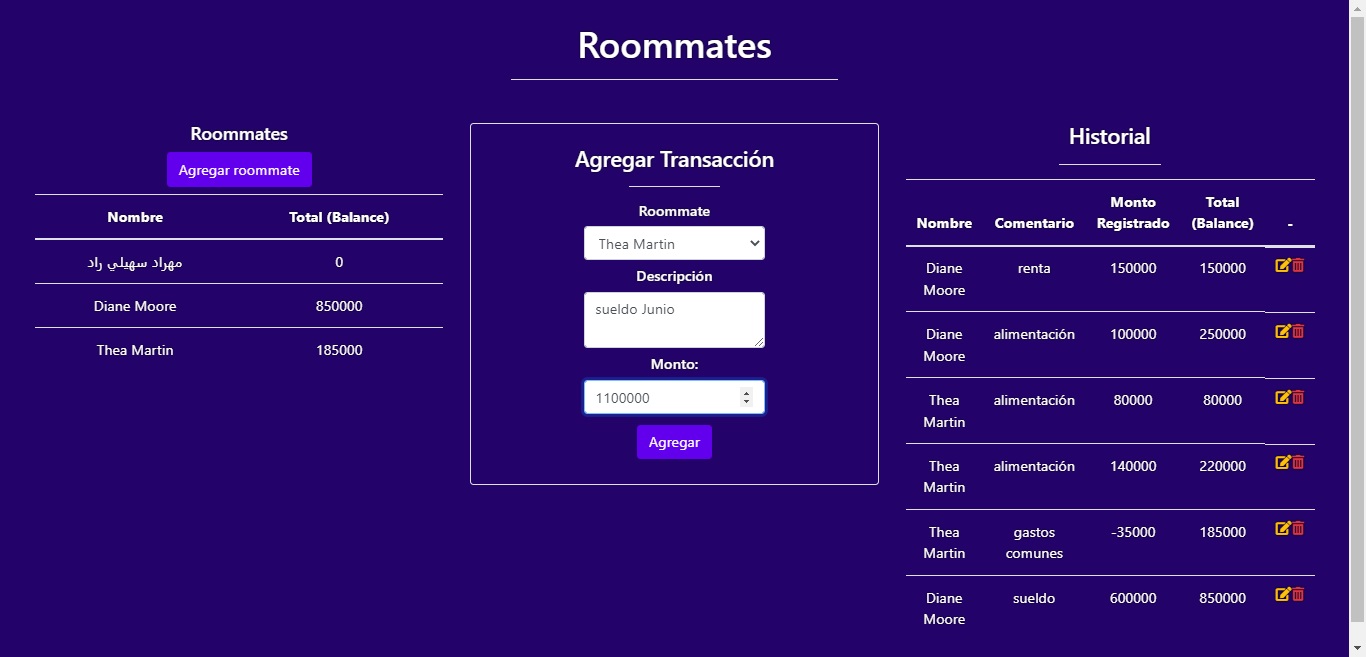 Roommates
Roommates
Agregar roommate
Nombre Total (Balance)
مهراد سهيلي راد 0
Diane Moore 850000
Thea Martin 185000
Agregar Transacción
Roommate
Thea Martin
Descripción
sueldo Junio
Monto:
1100000
Agregar
Historial
Monto Total
Nombre Comentario Registrado (Balance) -
Diane renta 150000 150000
Moore
Diane alimentación 100000 250000
Moore
Thea alimentación 80000 80000
Martin
Thea alimentación 140000 220000
Martin
Thea gastos -35000 185000
Martin comunes
Diane sueldo 600000 850000
Moore